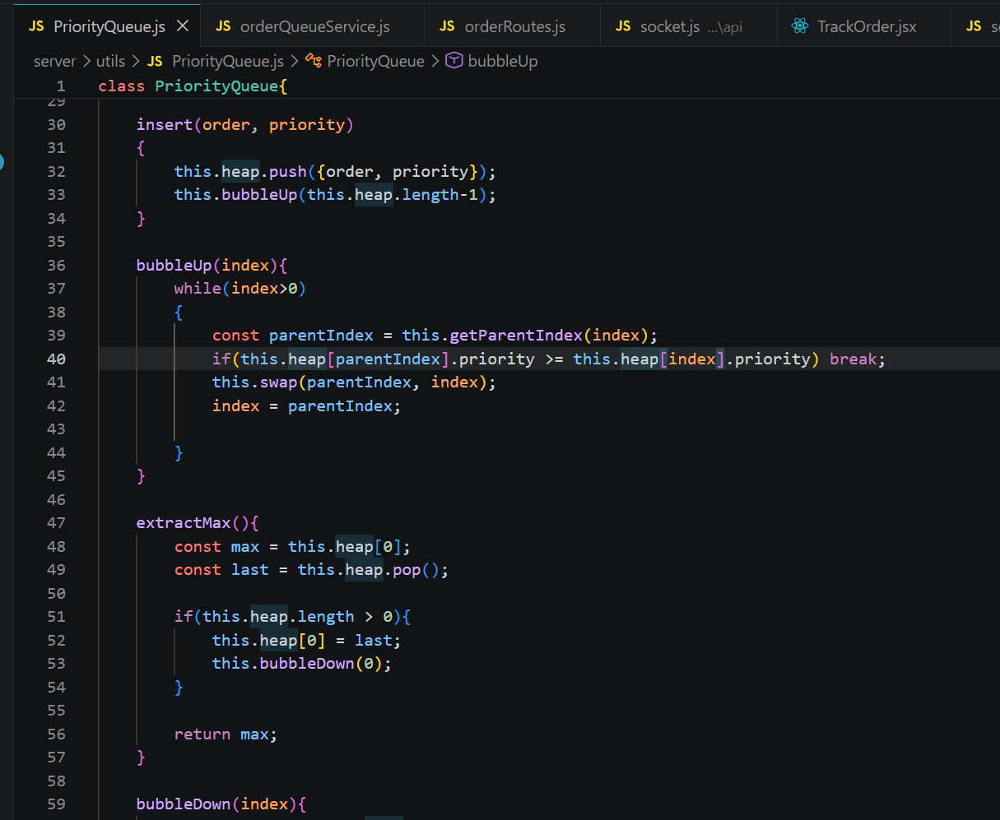 JS PriorityQueue.js JS orderQueueService.js JS orderRoutes.js JS socket.js ...\api TrackOrder.jsx JS
server > utils > JS PriorityQueue.js > PriorityQueue > bubbleUp
1 class PriorityQueue{
29
30 insert(order, priority)
31 {
32 this.heap.push({order, priority});
33 this.bubbleUp(this.heap.length-1);
34 }
35
36 bubbleUp(index){
37 while(index>0)
38 {
39 const parentIndex = this.getParentIndex(index);
40 if(this.heap[parentIndex].priority >= this.heap[index].priority) break;
41 this.swap(parentIndex, index);
42 index = parentIndex;
43
44 }
45 }
46
47 extractMax(){
48 const max = this.heap[0];
49 const last = this.heap.pop();
50
51 if(this.heap.length > 0){
52 this.heap[0] = last;
53 this.bubbleDown(0);
54 }
55
56 return max;
57 }
58
59 bubbleDown(index){